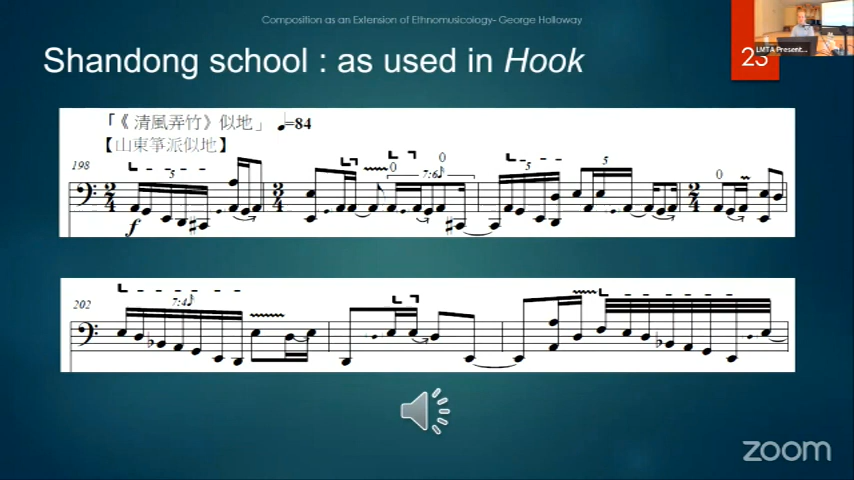 Composition as an Extension of Ethnomusicology- George Holloway
Shandong school : as used in Hook
23
LMTA Present...
「《清風弄竹》似地」 ♩=84
【山東箏派似地】
198
5
7:6
5
5
f
202
7:4
zoom